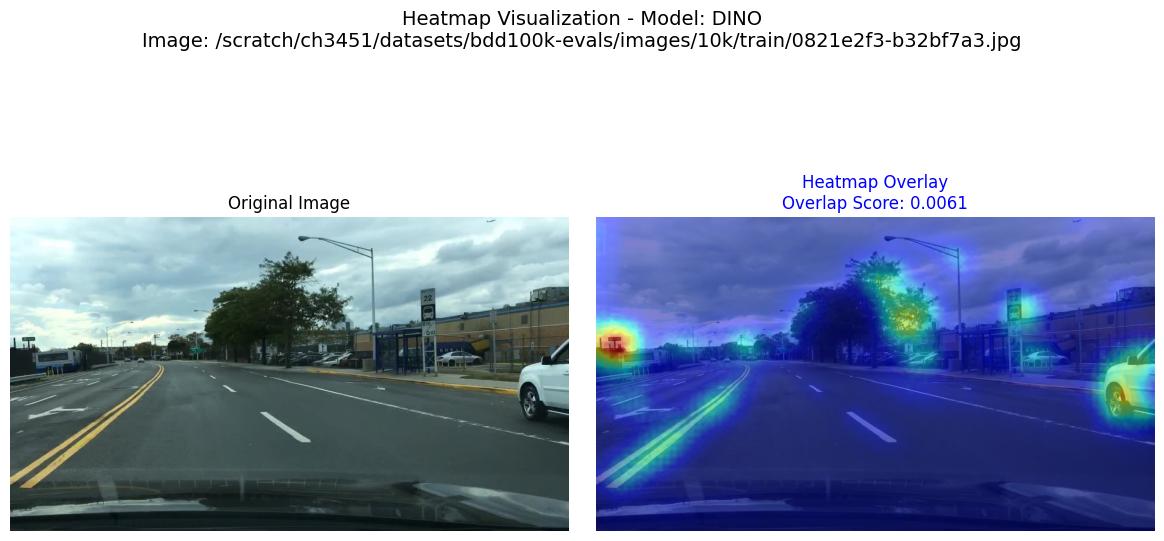 Heatmap Visualization - Model: DINO
Image: /scratch/ch3451/datasets/bdd100k-evals/images/10k/train/0821e2f3-b32bf7a3.jpg
Original Image
Heatmap Overlay
Overlap Score: 0.0061
22